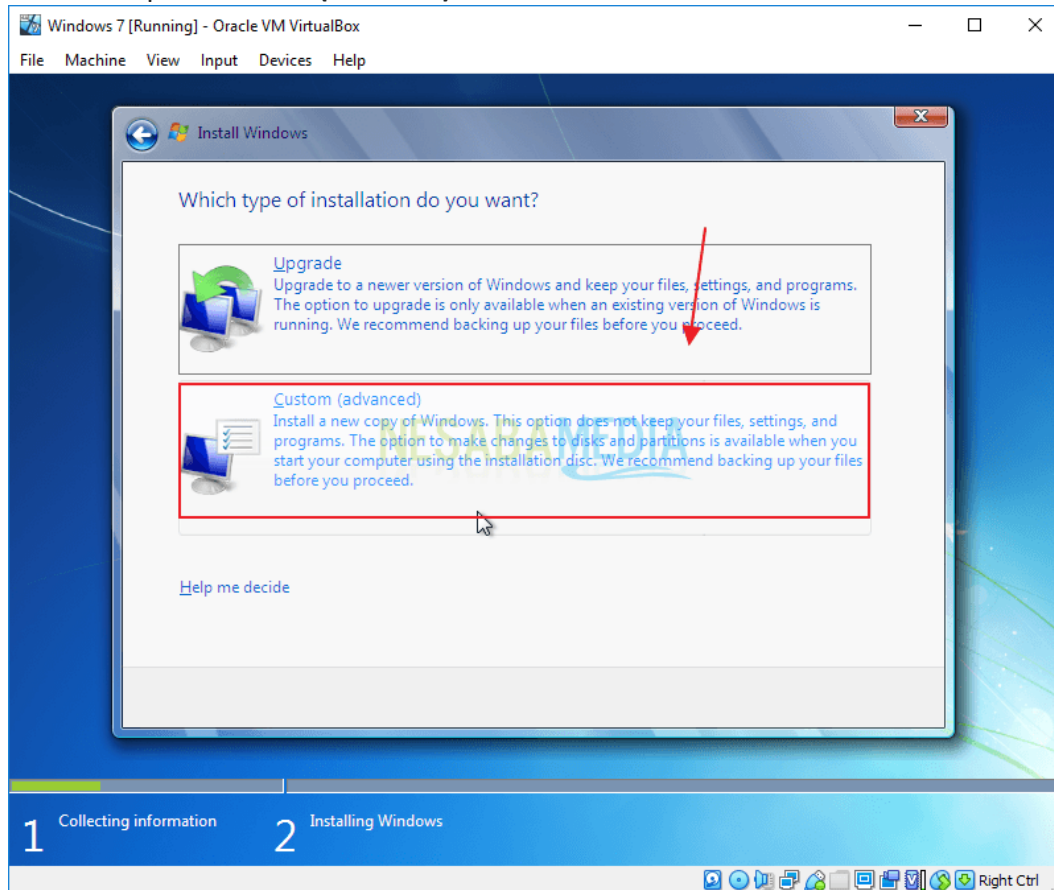 Windows 7 [Running] - Oracle VM VirtualBox
File Machine View Input Devices Help
Install Windows
Which type of installation do you want?
Upgrade
Upgrade to a newer version of Windows and keep your files, settings, and programs.
The option to upgrade is only available when an existing version of Windows is
running. We recommend backing up your files before you proceed.
Custom (advanced)
Install a new copy of Windows. This option does not keep your files, settings, and
programs. The option to make changes to disks and partitions is available when you
start your computer using the installation disc. We recommend backing up your files
before you proceed.
NESABAMEDIA
Help me decide
1 Collecting information 2 Installing Windows
Right Ctrl